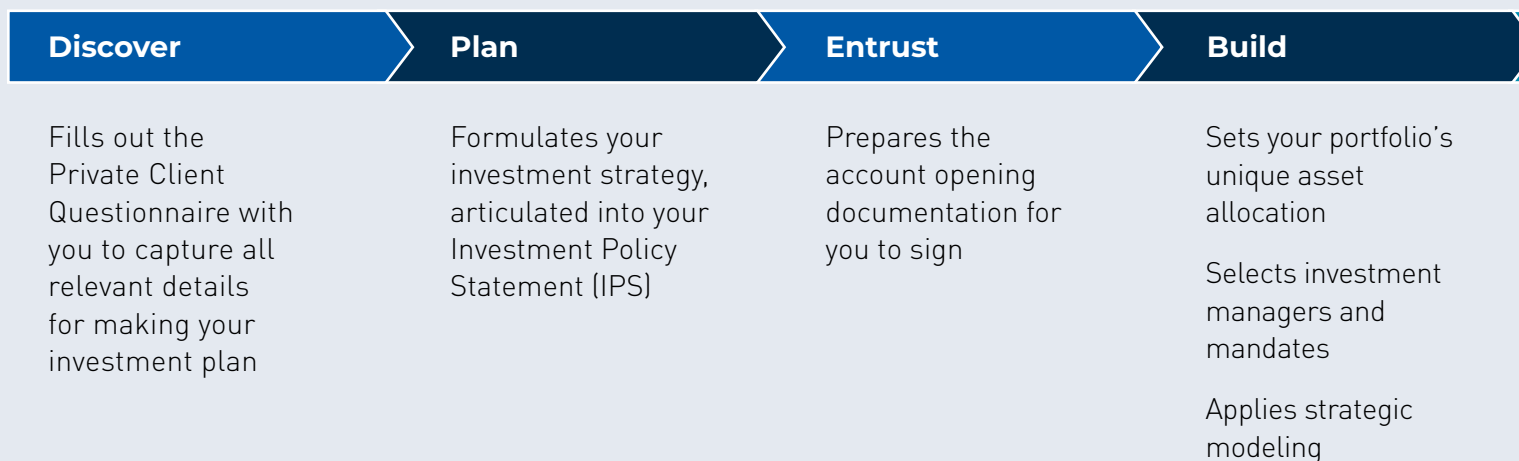 Discover
Plan
Entrust
Build
Fills out the
Private Client
Questionnaire with
you to capture all
relevant details
for making your
investment plan
Formulates your
investment strategy,
articulated into your
Investment Policy
Statement (IPS)
Prepares the
account opening
documentation for
you to sign
Sets your portfolio’s
unique asset
allocation
Selects investment
managers and
mandates
Applies strategic
modeling